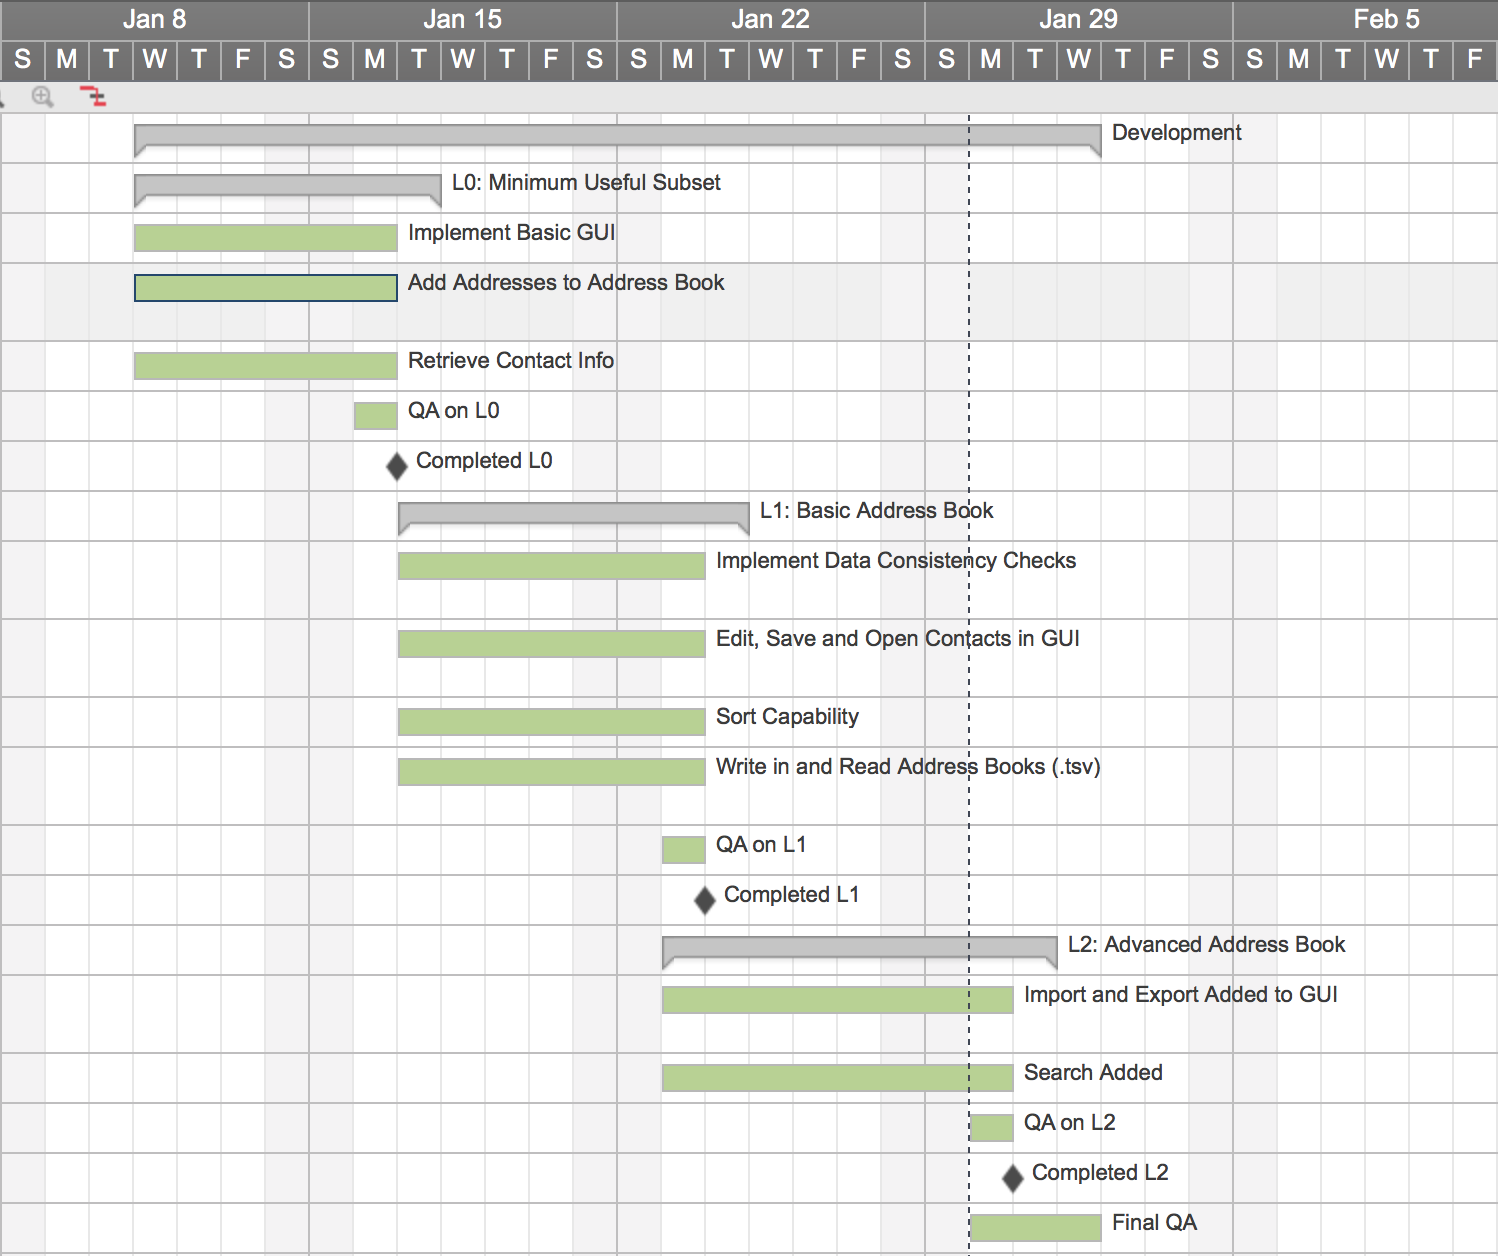 Jan 8 Jan 15 Jan 22 Jan 29 Feb 5
S M T W T F S S M T W T F S S M T W T F S S M T W T F S S M T W T F
Development
L0: Minimum Useful Subset
Implement Basic GUI
Add Addresses to Address Book
Retrieve Contact Info
QA on L0
Completed L0
L1: Basic Address Book
Implement Data Consistency Checks
Edit, Save and Open Contacts in GUI
Sort Capability
Write in and Read Address Books (.tsv)
QA on L1
Completed L1
L2: Advanced Address Book
Import and Export Added to GUI
Search Added
QA on L2
Completed L2
Final QA